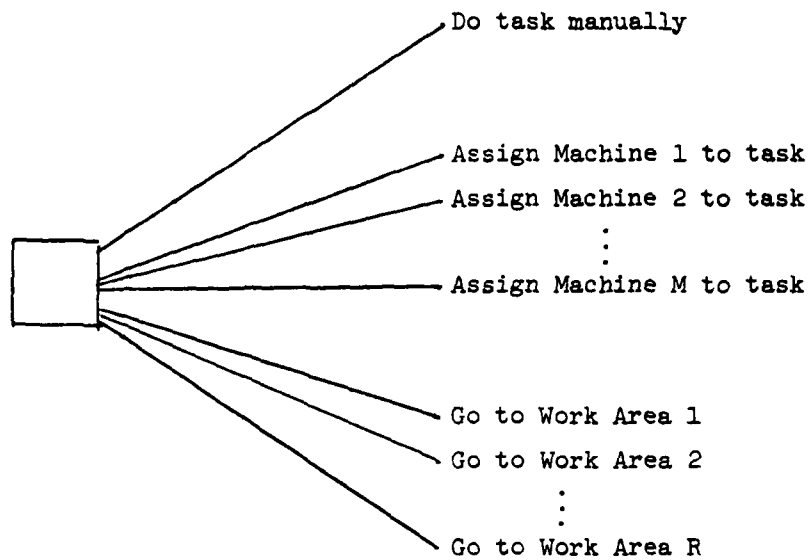 Do task manually
Assign Machine 1 to task
Assign Machine 2 to task
Assign Machine M to task
Go to Work Area 1
Go to Work Area 2
Go to Work Area R